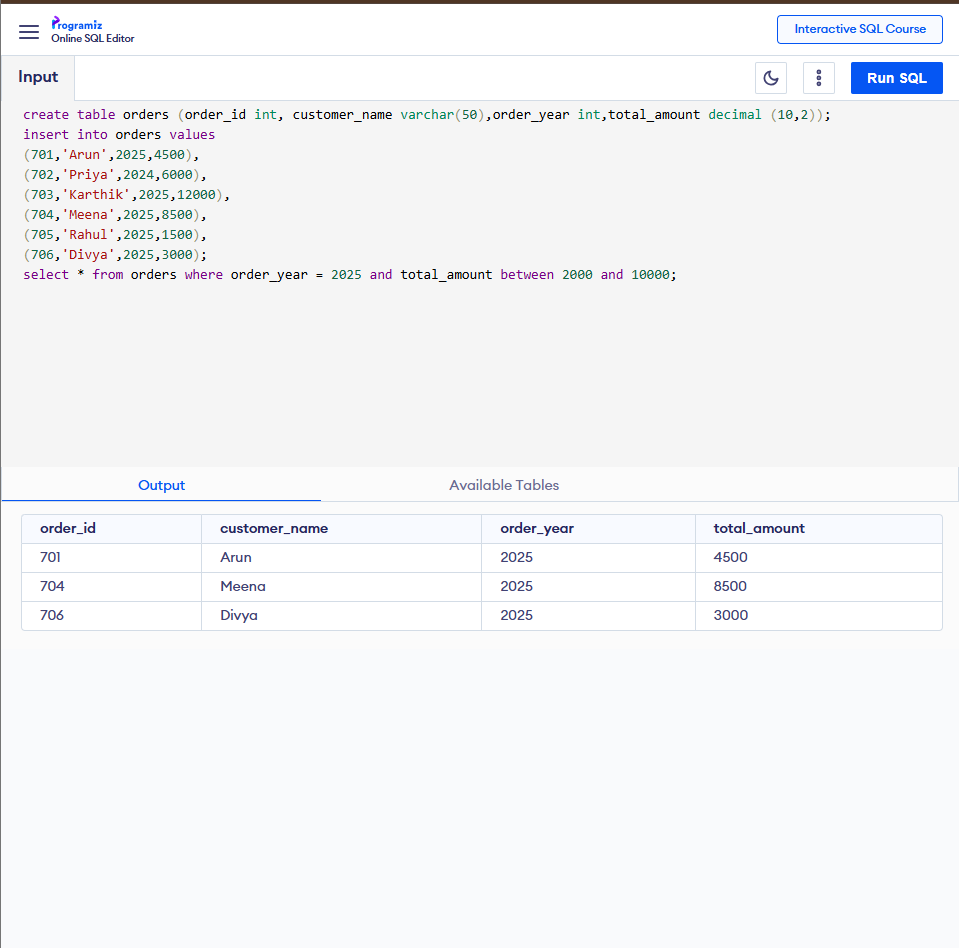 Programiz
Online SQL Editor
Interactive SQL Course
Input
Run SQL
create table orders (order_id int, customer_name varchar(50),order_year int,total_amount decimal (10,2));
insert into orders values
(701,'Arun',2025,4500),
(702,'Priya',2024,6000),
(703,'Karthik',2025,12000),
(704,'Meena',2025,8500),
(705,'Rahul',2025,1500),
(706,'Divya',2025,3000);
select * from orders where order_year = 2025 and total_amount between 2000 and 10000;
Output Available Tables
order_id customer_name order_year total_amount
701 Arun 2025 4500
704 Meena 2025 8500
706 Divya 2025 3000